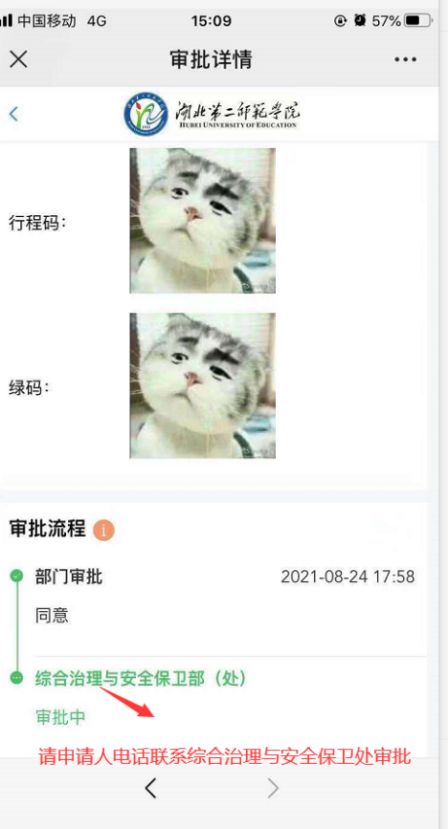 中国移动 4G 15:09 57%
审批详情
湖北第二师范学院
HUBEI UNIVERSITY OF EDUCATION
行程码：
绿码：
审批流程 i
部门审批 2021-08-24 17:58
同意
综合治理与安全保卫部（处）
审批中
请申请人电话联系综合治理与安全保卫处审批